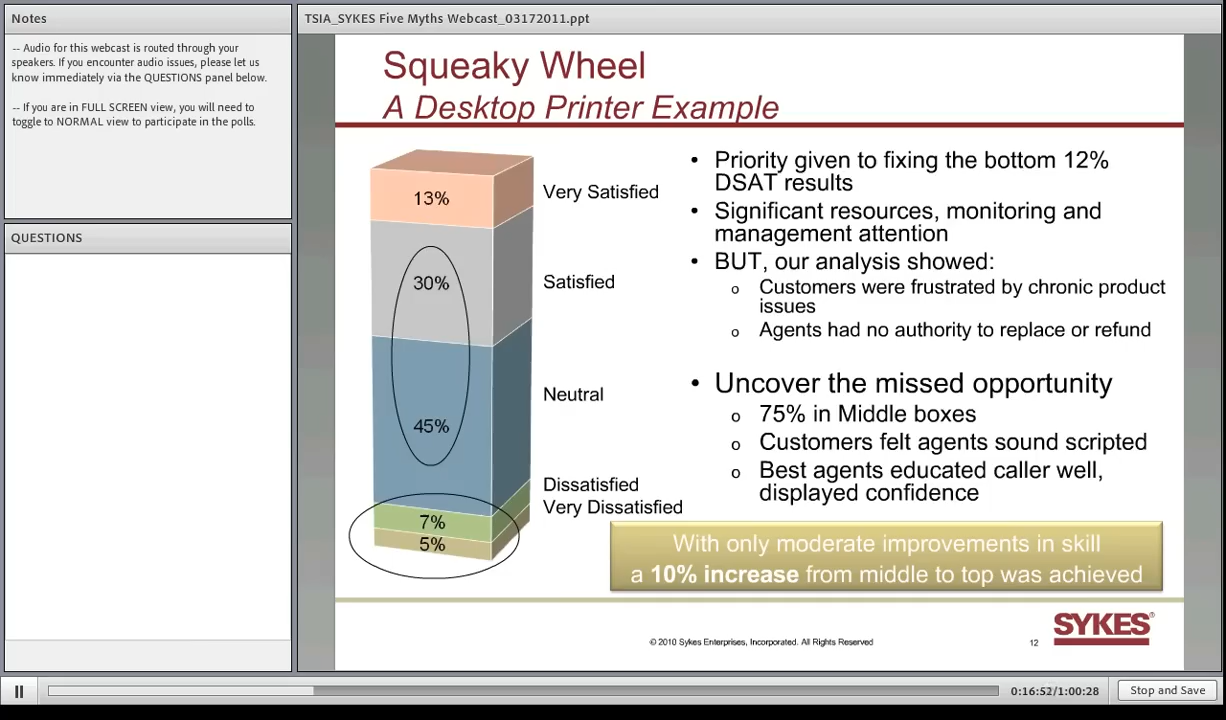 Notes
-- Audio for this webcast is routed through your
speakers. If you encounter audio issues, please let us
know immediately via the QUESTIONS panel below.
-- If you are in FULL SCREEN view, you will need to
toggle to NORMAL view to participate in the polls.
QUESTIONS
TSIA_SYKES Five Myths Webcast_03172011.ppt
Squeaky Wheel
A Desktop Printer Example
13%
Very Satisfied
30%
Satisfied
45%
Neutral
7%
Dissatisfied
5%
Very Dissatisfied
• Priority given to fixing the bottom 12%
DSAT results
• Significant resources, monitoring and
management attention
• BUT, our analysis showed:
o Customers were frustrated by chronic product
issues
o Agents had no authority to replace or refund
• Uncover the missed opportunity
o 75% in Middle boxes
o Customers felt agents sound scripted
o Best agents educated caller well,
displayed confidence
With only moderate improvements in skill
a 10% increase from middle to top was achieved
© 2010 Sykes Enterprises, Incorporated. All Rights Reserved
12
SYKES®
0:16:52/1:00:28
Stop and Save